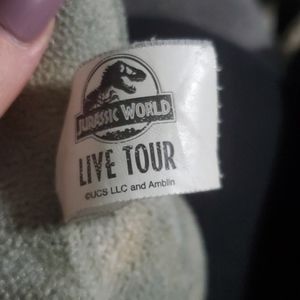 JURASSIC WORLD
LIVE TOUR
©UCS LLC and Amblin